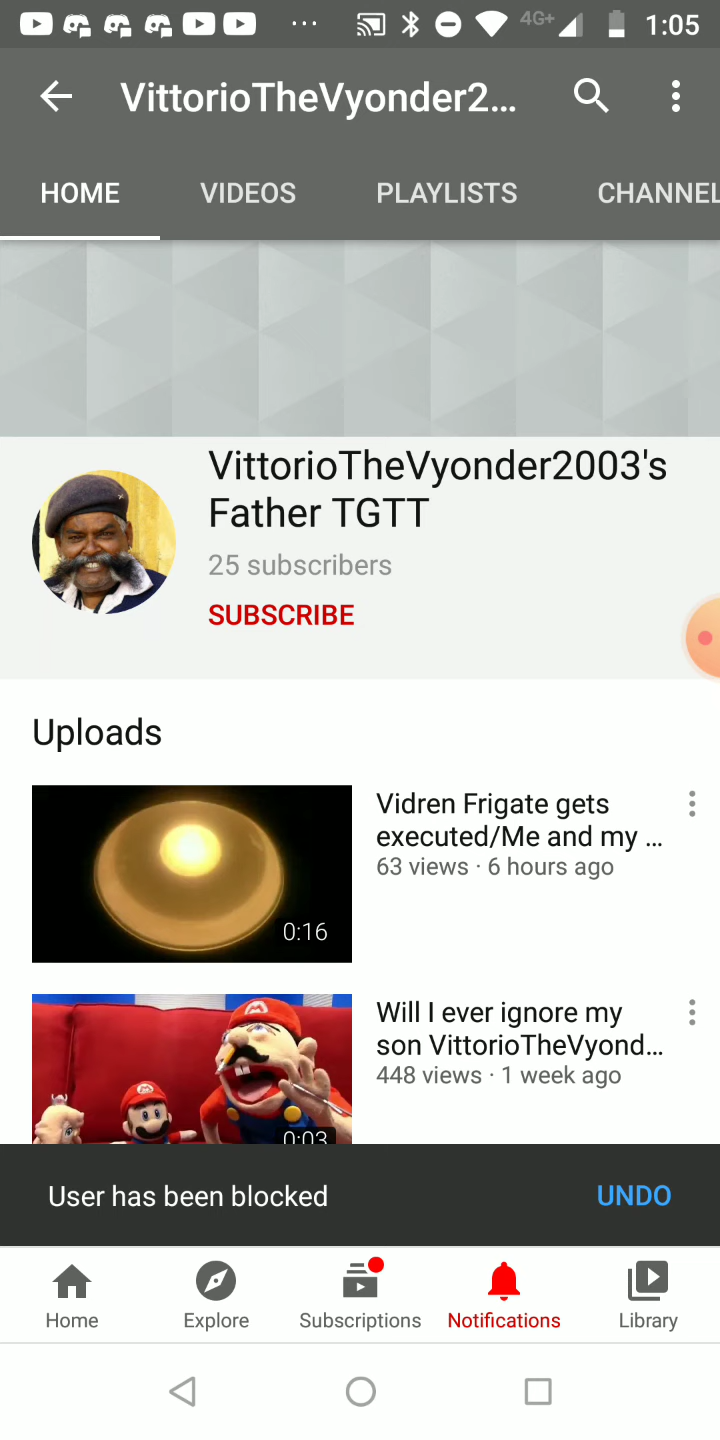 4G+ 1:05
VittorioTheVyonder2...
HOME VIDEOS PLAYLISTS CHANNEL
VittorioTheVyonder2003's
Father TGTT
25 subscribers
SUBSCRIBE
Uploads
Vidren Frigate gets
executed/Me and my ...
63 views · 6 hours ago
0:16
Will I ever ignore my
son VittorioTheVyond...
448 views · 1 week ago
0:03
User has been blocked UNDO
Home Explore Subscriptions Notifications Library